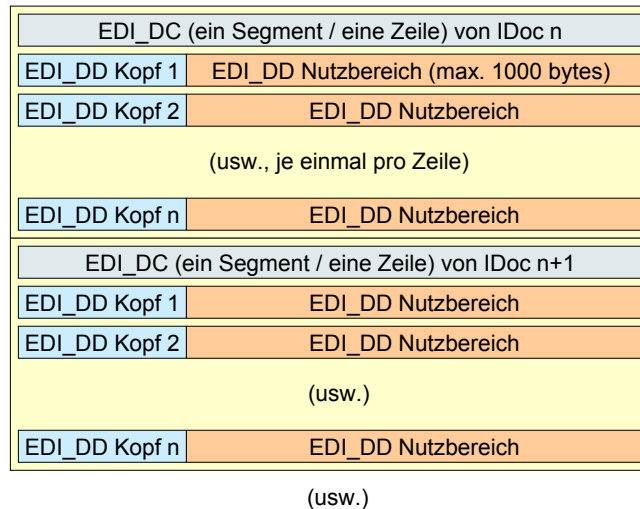 EDI_DC (ein Segment / eine Zeile) von IDoc n
EDI_DD Kopf 1 EDI_DD Nutzbereich (max. 1000 bytes)
EDI_DD Kopf 2 EDI_DD Nutzbereich
(usw., je einmal pro Zeile)
EDI_DD Kopf n EDI_DD Nutzbereich
EDI_DC (ein Segment / eine Zeile) von IDoc n+1
EDI_DD Kopf 1 EDI_DD Nutzbereich
EDI_DD Kopf 2 EDI_DD Nutzbereich
(usw.)
EDI_DD Kopf n EDI_DD Nutzbereich
(usw.)